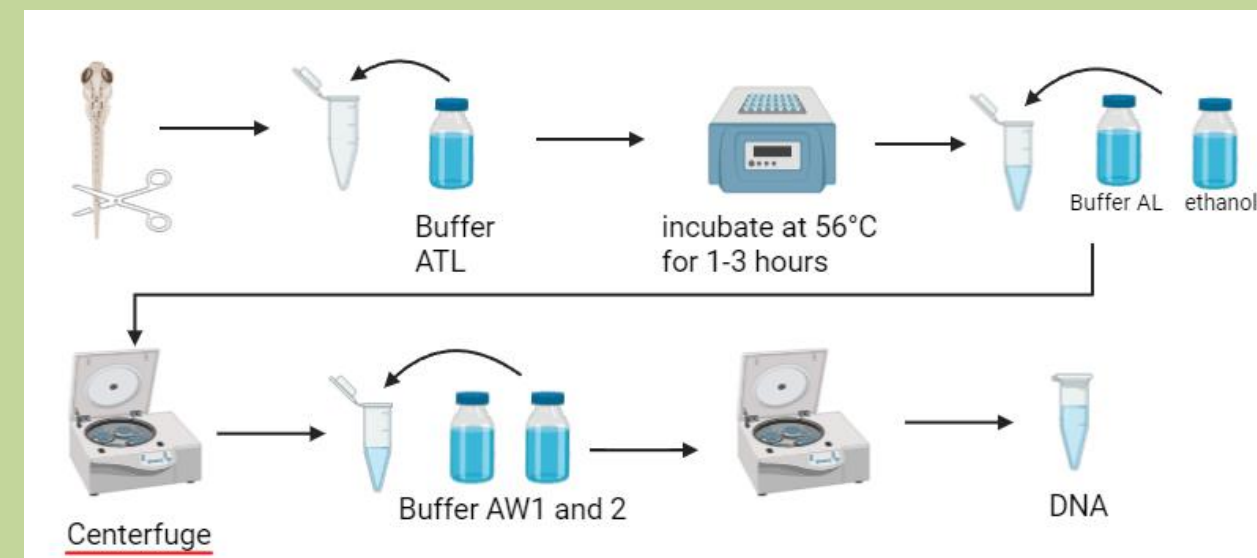 Buffer
ATL
incubate at 56°C
for 1-3 hours
Buffer AL
ethanol
Centerfuge
Buffer AW1 and 2
DNA